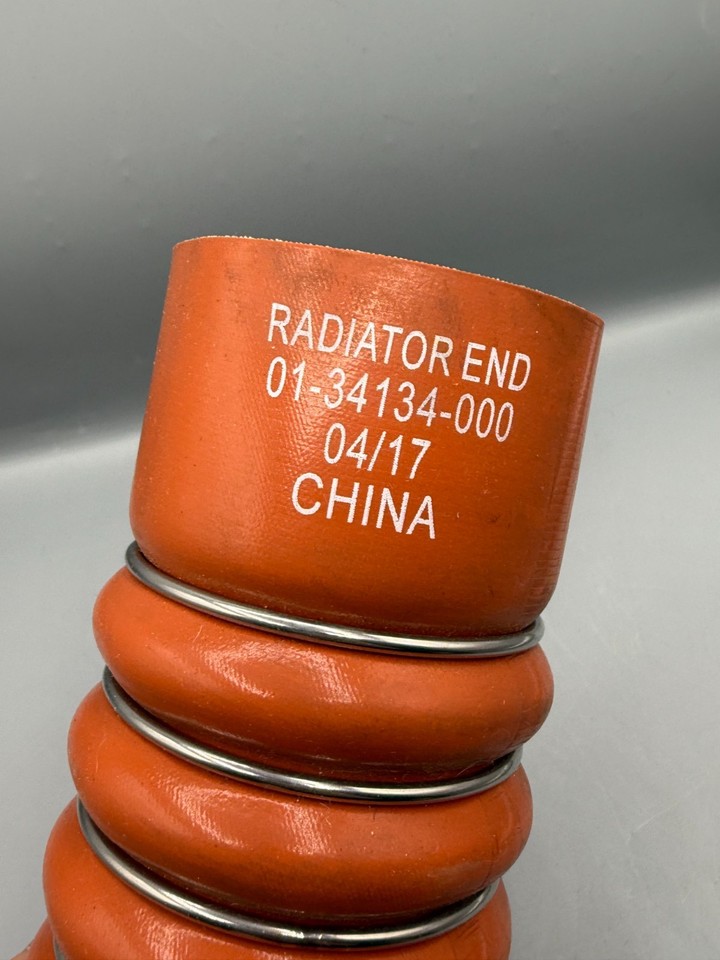 RADIATOR END
01-34134-000
04/17
CHINA